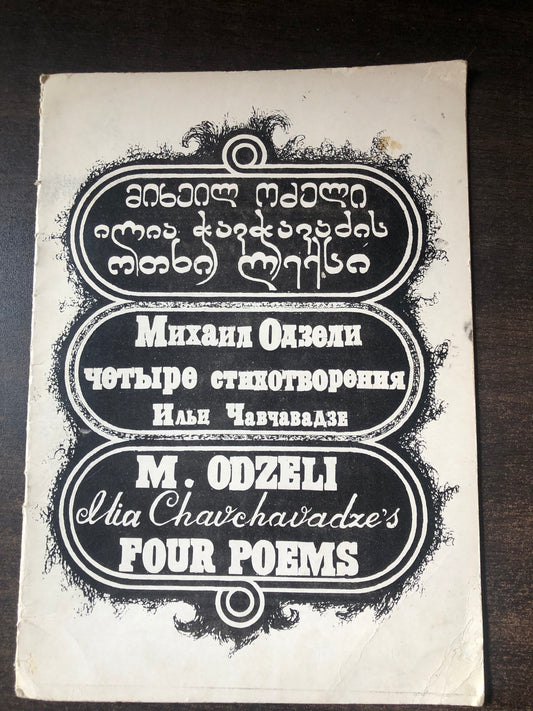 მიხეილ ოძელი
ილია ჭავჭავაძის
ოთხი ლექსი
Михаил Одзели
четыре стихотворения
Ильи Чавчавадзе
M. ODZELI
Ilia Chavchavadze's
FOUR POEMS